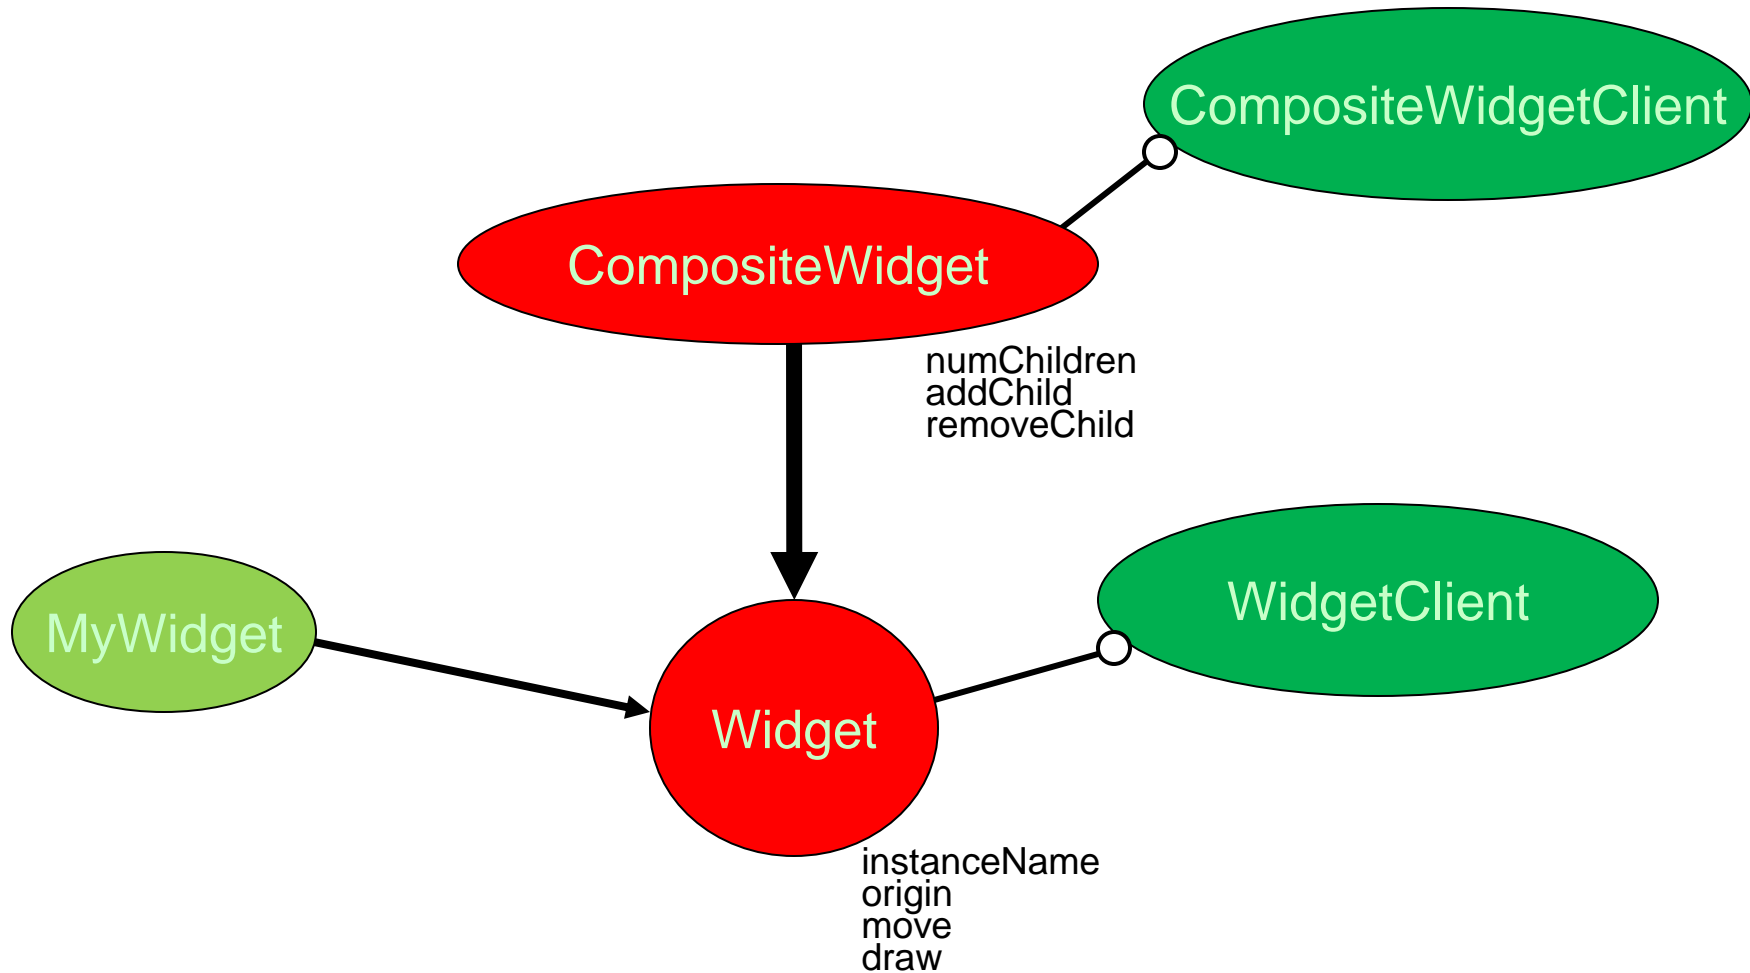 CompositeWidgetClient
CompositeWidget
numChildren
addChild
removeChild
WidgetClient
MyWidget
Widget
instanceName
origin
move
draw